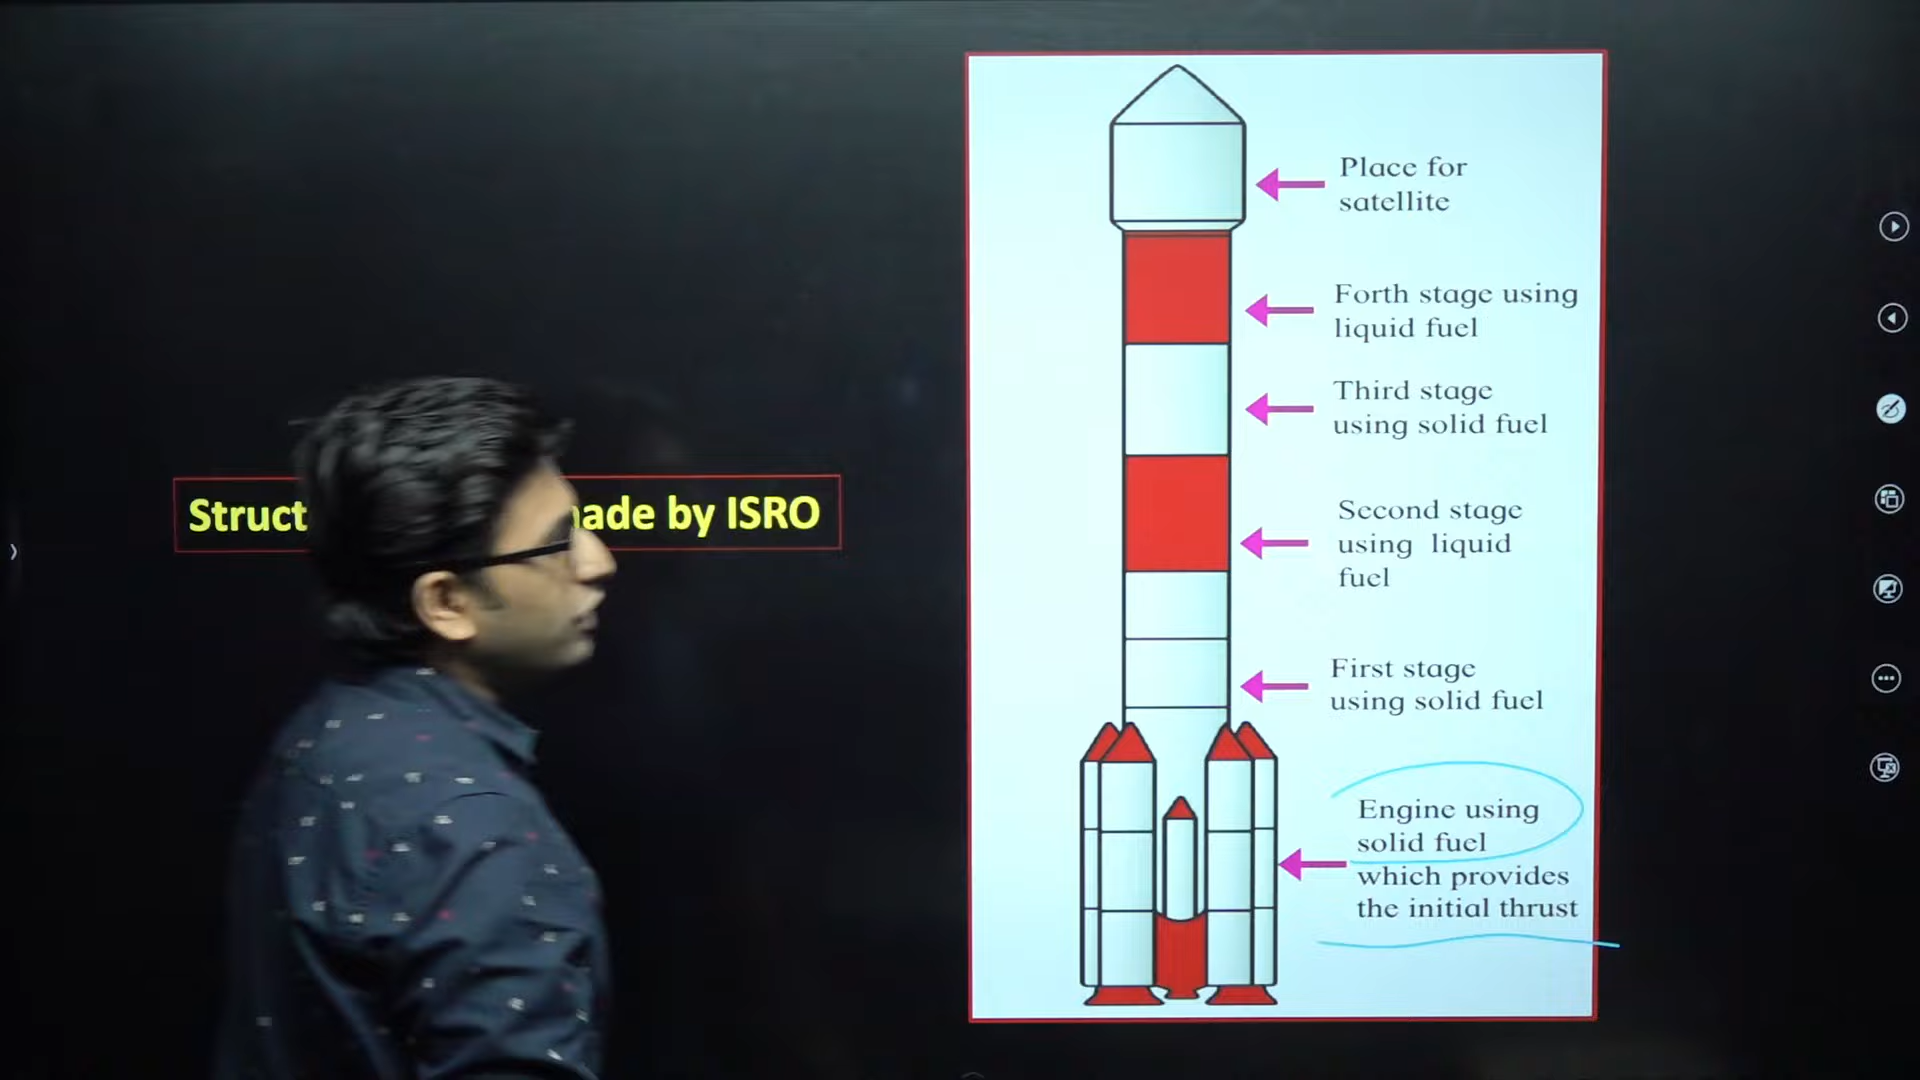 Struct ade by ISRO
Place for
satellite
Forth stage using
liquid fuel
Third stage
using solid fuel
Second stage
using liquid
fuel
First stage
using solid fuel
Engine using
solid fuel
which provides
the initial thrust